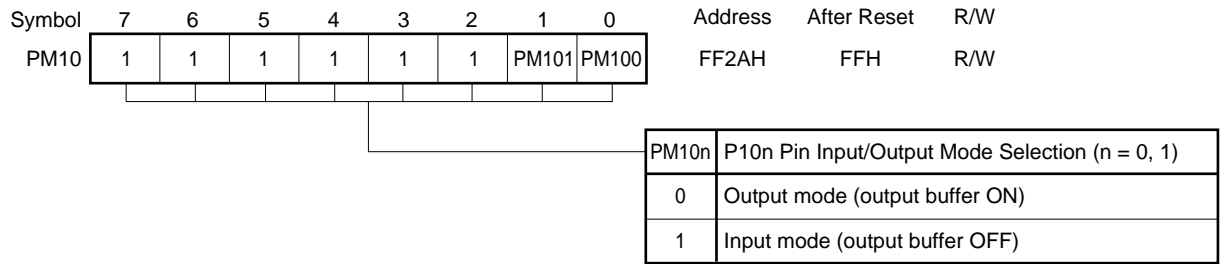 Symbol 7 6 5 4 3 2 1 0 Address After Reset R/W
PM10 1 1 1 1 1 1 PM101 PM100 FF2AH FFH R/W
PM10n P10n Pin Input/Output Mode Selection (n = 0, 1)
0 Output mode (output buffer ON)
1 Input mode (output buffer OFF)